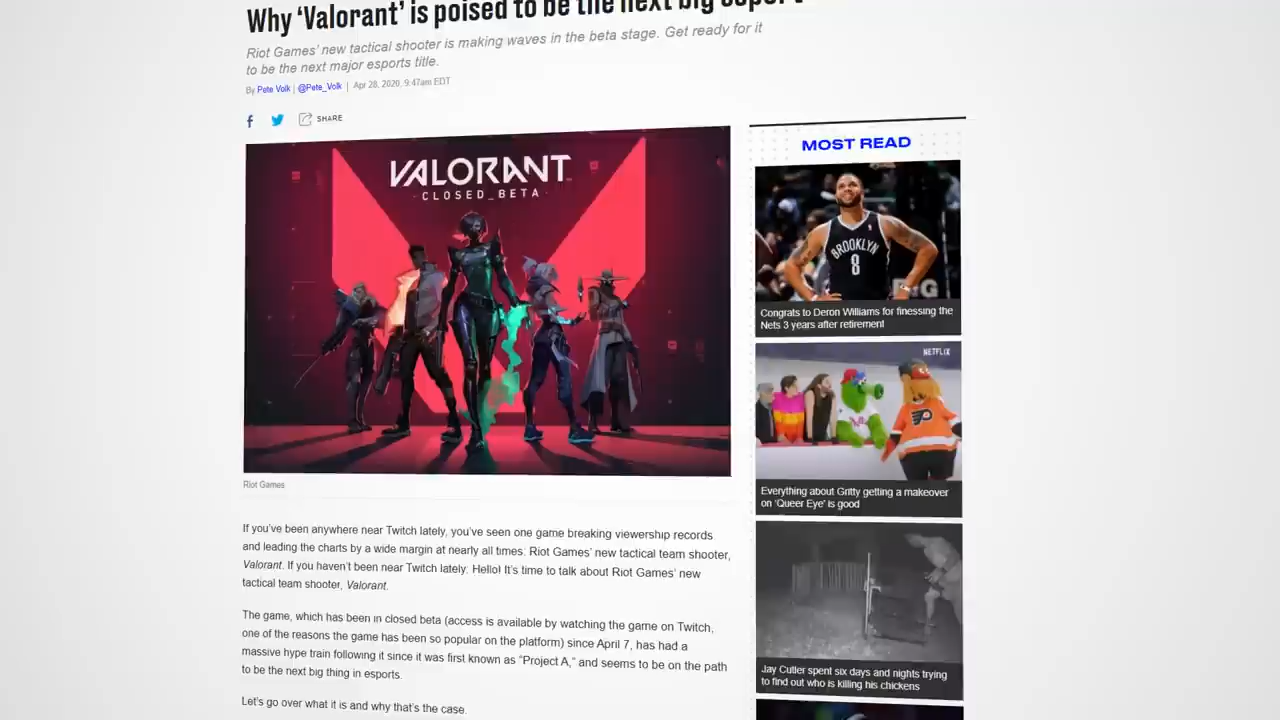 Why ‘Valorant’ is poised to be the next big
Riot Games’ new tactical shooter is making waves in the beta stage. Get ready for it
to be the next major esports title.
By Pete Volk | @Pete_Volk | Apr 28, 2020, 9:47am EDT
SHARE
VALORANT
CLOSED_BETA
Riot Games
If you’ve been anywhere near Twitch lately, you’ve seen one game breaking viewership records
and leading the charts by a wide margin at nearly all times: Riot Games’ new tactical team shooter,
Valorant. If you haven’t been near Twitch lately: Hello! It’s time to talk about Riot Games’ new
tactical team shooter, Valorant.
The game, which has been in closed beta (access is available by watching the game on Twitch,
one of the reasons the game has been so popular on the platform) since April 7, has had a
massive hype train following it since it was first known as “Project A,” and seems to be on the path
to be the next big thing in esports.
Let’s go over what it is and why that’s the case.
MOST READ
BROOKLYN
8
Congrats to Deron Williams for finessing the
Nets 3 years after retirement
NETFLIX
Everything about Gritty getting a makeover
on ‘Queer Eye’ is good
Jay Cutler spent six days and nights trying
to find out who is killing his chickens